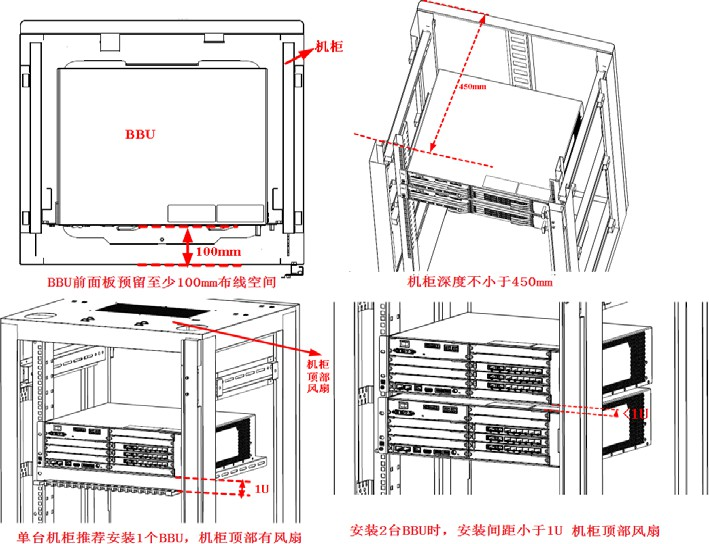 机柜
BBU
100mm
BBU前面板预留至少100mm布线空间
450mm
机柜深度不小于450mm
机柜
顶部
风扇
1U
单台机柜推荐安装1个BBU，机柜顶部有风扇
<1U
安装2台BBU时，安装间距小于1U 机柜顶部风扇